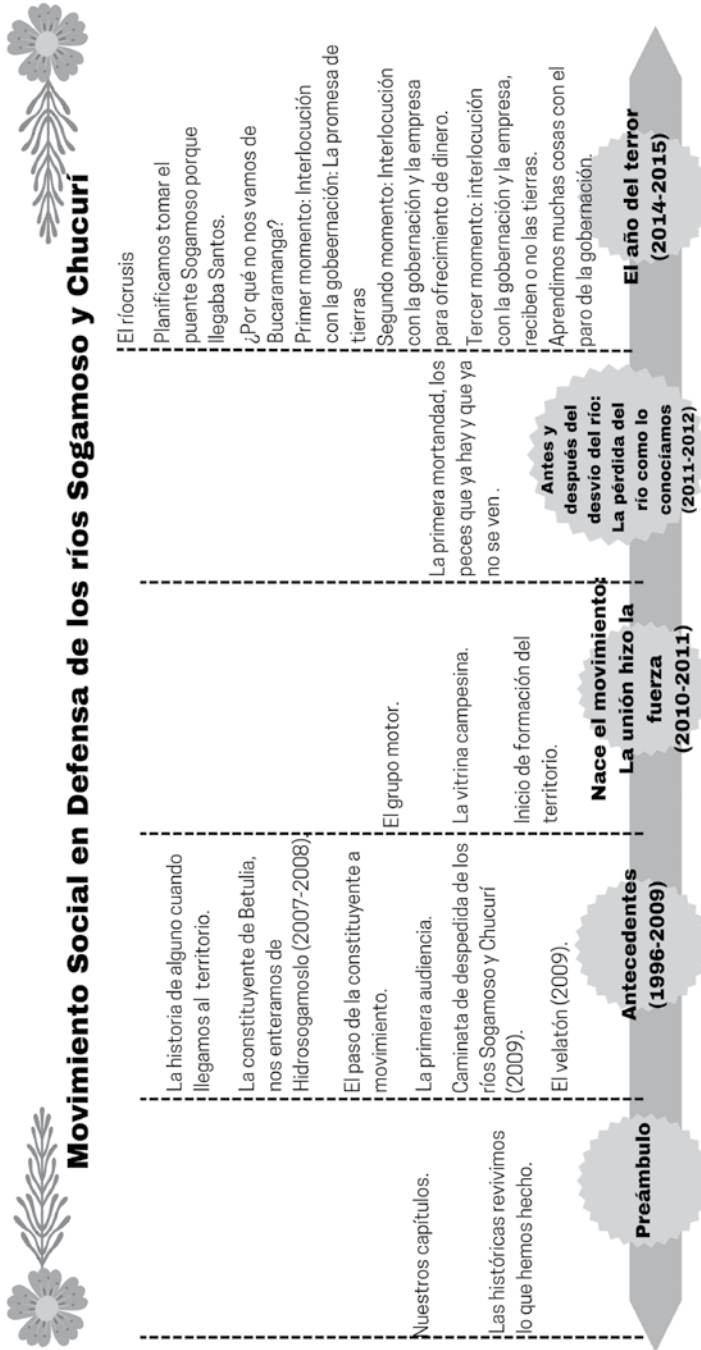 Movimiento Social en Defensa de los ríos Sogamoso y Chucurí
Nuestros capítulos.
Las históricas revivimos
lo que hemos hecho.
Preámbulo
La historia de alguno cuando
llegamos al territorio.
La constituyente de Betulia,
nos enteramos de
Hidrosogamoslo (2007-2008)
El paso de la constituyente a
movimiento.
La primera audiencia.
Caminata de despedida de los
ríos Sogamoso y Chucurí
(2009).
El velatón (2009).
Antecedentes
(1996-2009)
El grupo motor.
La vitrina campesina.
Inicio de formación del
territorio.
Nace el movimiento:
La unión hizo la
fuerza
(2010-2011)
La primera mortandad, los
peces que ya hay y que ya
no se ven .
Antes y
después del
desvío del río:
La pérdida del
río como lo
conocíamos
(2011-2012)
El ríocrusis
Planificamos tomar el
puente Sogamoso porque
llegaba Santos.
¿Por qué no nos vamos de
Bucaramanga?
Primer momento: Interlocución
con la gobeernación: La promesa de
tierras
Segundo momento: Interlocución
con la gobernación y la empresa
para ofrecimiento de dinero.
Tercer momento: interlocución
con la gobernación y la empresa,
reciben o no las tierras.
Aprendimos muchas cosas con el
paro de la gobernación.
El año del terror
(2014-2015)